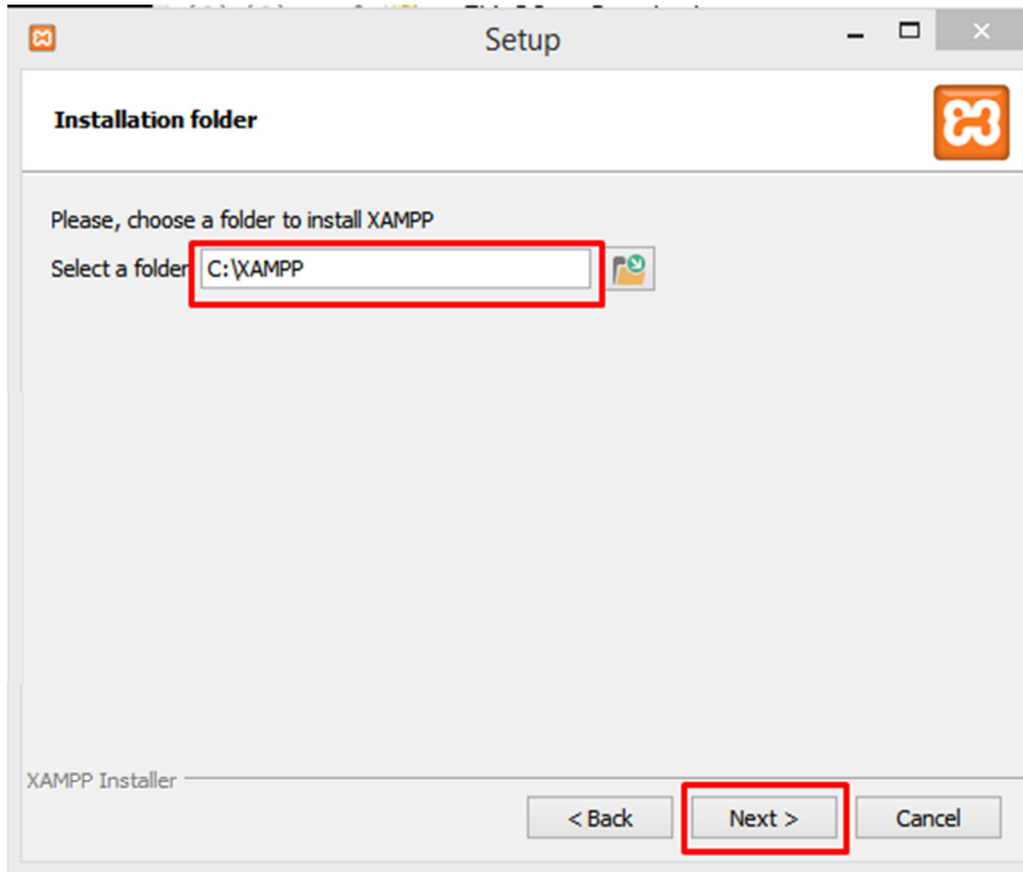 Setup
Installation folder
Please, choose a folder to install XAMPP
Select a folder C:\XAMPP
XAMPP Installer
< Back Next > Cancel